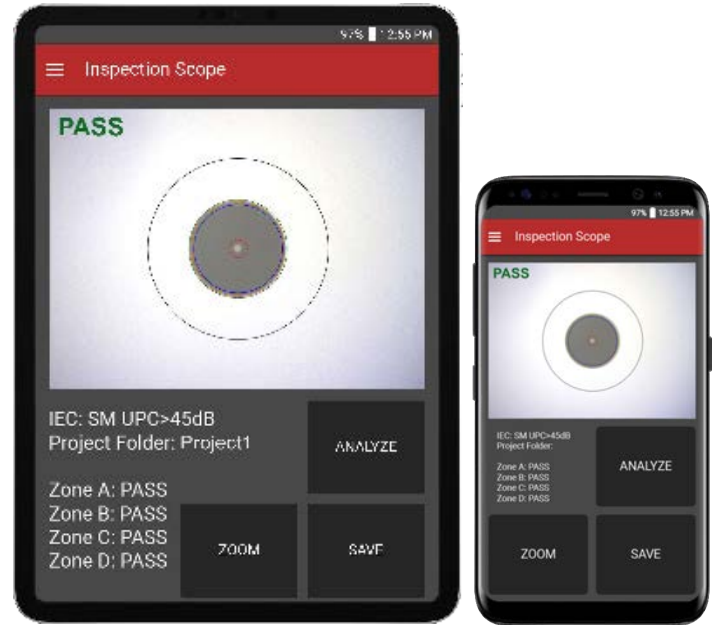 97% 12:55 PM
Inspection Scope
PASS
IEC: SM UPC>45dB
Project Folder: Project1
ANALYZE
Zone A: PASS
Zone B: PASS
Zone C: PASS
Zone D: PASS
ZOOM
SAVE
97% 12:55 PM
Inspection Scope
PASS
IEC: SM UPC>45dB
Project Folder:
ANALYZE
Zone A: PASS
Zone B: PASS
Zone C: PASS
Zone D: PASS
ZOOM
SAVE